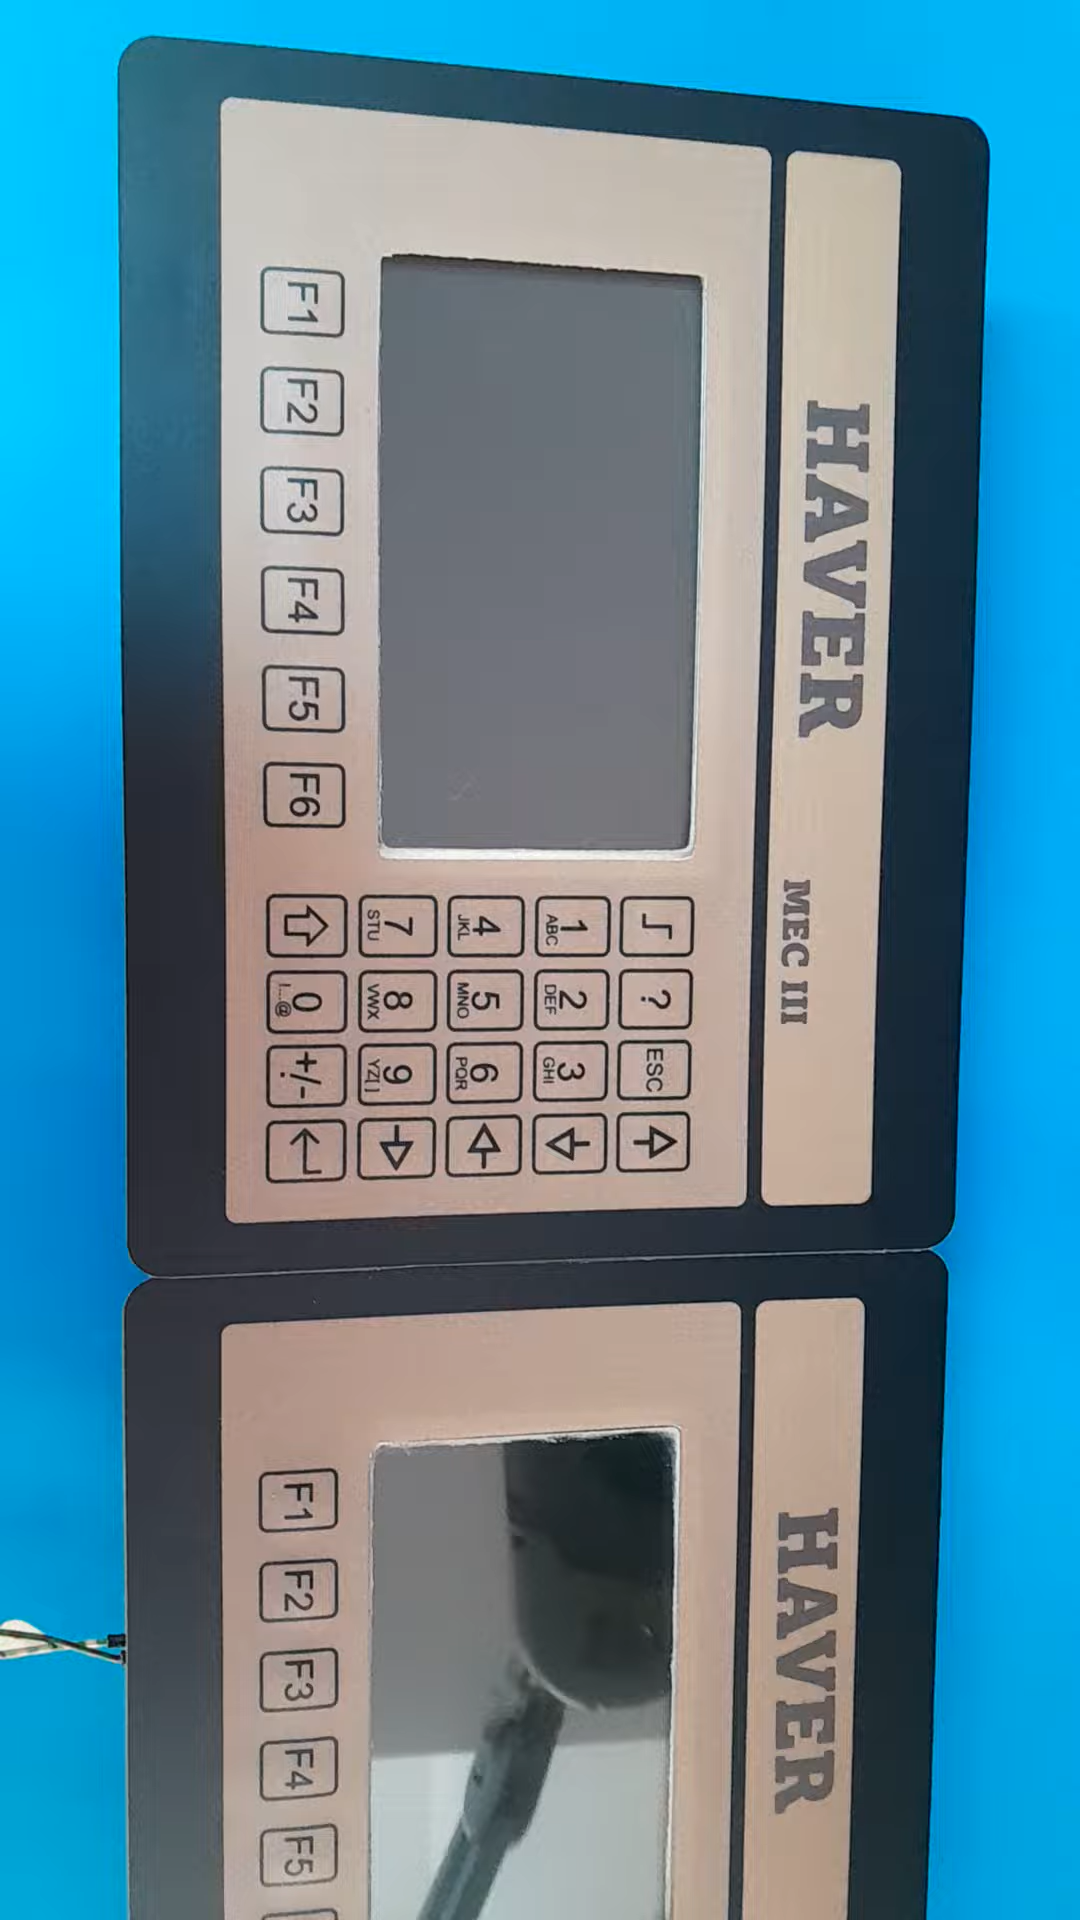 HAVER
MEC III
? ESC
1 2 3
ABC DEF GHI
4 5 6
JKL MNO PQR
7 8 9
STU VWX YZ[]
0 +/-
!...@
F1 F2 F3 F4 F5 F6
HAVER
F1 F2 F3 F4 F5